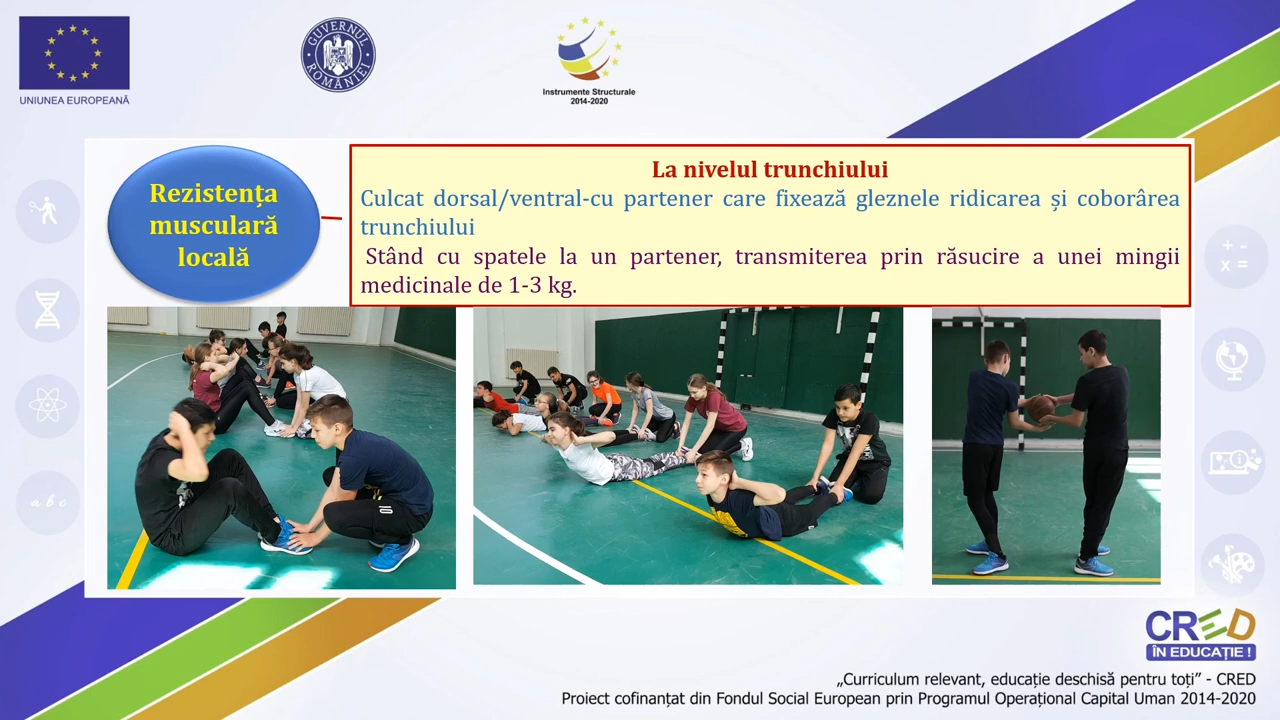 UNIUNEA EUROPEANĂ
GUVERNUL
ROMÂNIEI
Instrumente Structurale
2014-2020
Rezistența
musculară
locală
La nivelul trunchiului
Culcat dorsal/ventral-cu partener care fixează gleznele ridicarea și coborârea
trunchiului
Stând cu spatele la un partener, transmiterea prin răsucire a unei mingii
medicinale de 1-3 kg.
+ -
x =
a b c
10
CRED
ÎN EDUCAȚIE !
„Curriculum relevant, educație deschisă pentru toți” - CRED
Proiect cofinanțat din Fondul Social European prin Programul Operațional Capital Uman 2014-2020